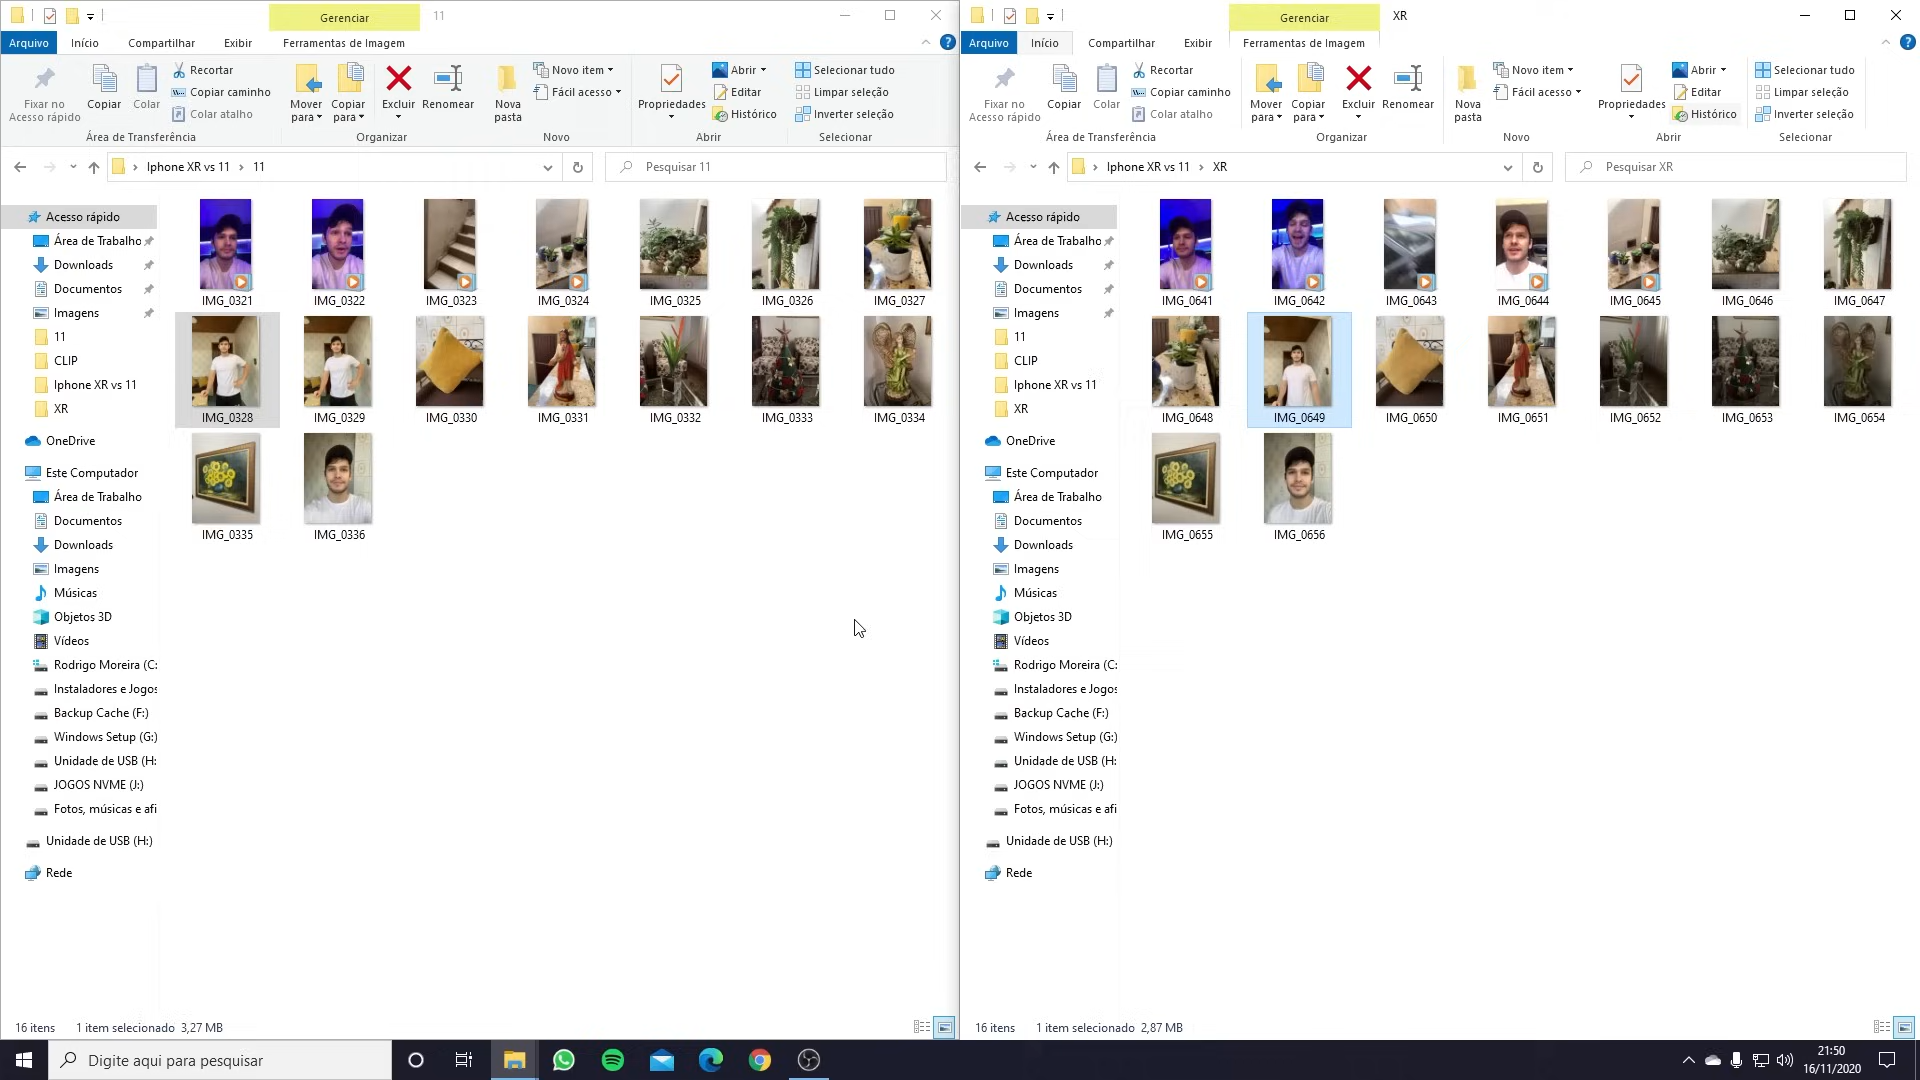 Gerenciar
11
Arquivo
Início
Compartilhar
Exibir
Ferramentas de Imagem
Fixar no
Acesso rápido
Copiar
Colar
Recortar
Copiar caminho
Colar atalho
Área de Transferência
Mover
para
Copiar
para
Excluir
Renomear
Organizar
Nova
pasta
Novo item
Fácil acesso
Novo
Propriedades
Abrir
Editar
Histórico
Abrir
Selecionar tudo
Limpar seleção
Inverter seleção
Selecionar
Iphone XR vs 11 › 11
Pesquisar 11
Acesso rápido
Área de Trabalho
Downloads
Documentos
Imagens
11
CLIP
Iphone XR vs 11
XR
OneDrive
Este Computador
Área de Trabalho
Documentos
Downloads
Imagens
Músicas
Objetos 3D
Vídeos
Rodrigo Moreira (C:
Instaladores e Jogos
Backup Cache (F:)
Windows Setup (G:)
Unidade de USB (H:
JOGOS NVME (J:)
Fotos, músicas e afi
Unidade de USB (H:)
Rede
IMG_0321
IMG_0322
IMG_0323
IMG_0324
IMG_0325
IMG_0326
IMG_0327
IMG_0328
IMG_0329
IMG_0330
IMG_0331
IMG_0332
IMG_0333
IMG_0334
IMG_0335
IMG_0336
16 itens
1 item selecionado 3,27 MB
Gerenciar
XR
Arquivo
Início
Compartilhar
Exibir
Ferramentas de Imagem
Fixar no
Acesso rápido
Copiar
Colar
Recortar
Copiar caminho
Colar atalho
Área de Transferência
Mover
para
Copiar
para
Excluir
Renomear
Organizar
Nova
pasta
Novo item
Fácil acesso
Novo
Propriedades
Abrir
Editar
Histórico
Abrir
Selecionar tudo
Limpar seleção
Inverter seleção
Selecionar
Iphone XR vs 11 › XR
Pesquisar XR
Acesso rápido
Área de Trabalho
Downloads
Documentos
Imagens
11
CLIP
Iphone XR vs 11
XR
OneDrive
Este Computador
Área de Trabalho
Documentos
Downloads
Imagens
Músicas
Objetos 3D
Vídeos
Rodrigo Moreira (C:
Instaladores e Jogos
Backup Cache (F:)
Windows Setup (G:)
Unidade de USB (H:
JOGOS NVME (J:)
Fotos, músicas e afi
Unidade de USB (H:)
Rede
IMG_0641
IMG_0642
IMG_0643
IMG_0644
IMG_0645
IMG_0646
IMG_0647
IMG_0648
IMG_0649
IMG_0650
IMG_0651
IMG_0652
IMG_0653
IMG_0654
IMG_0655
IMG_0656
16 itens
1 item selecionado 2,87 MB
Digite aqui para pesquisar
21:50
16/11/2020